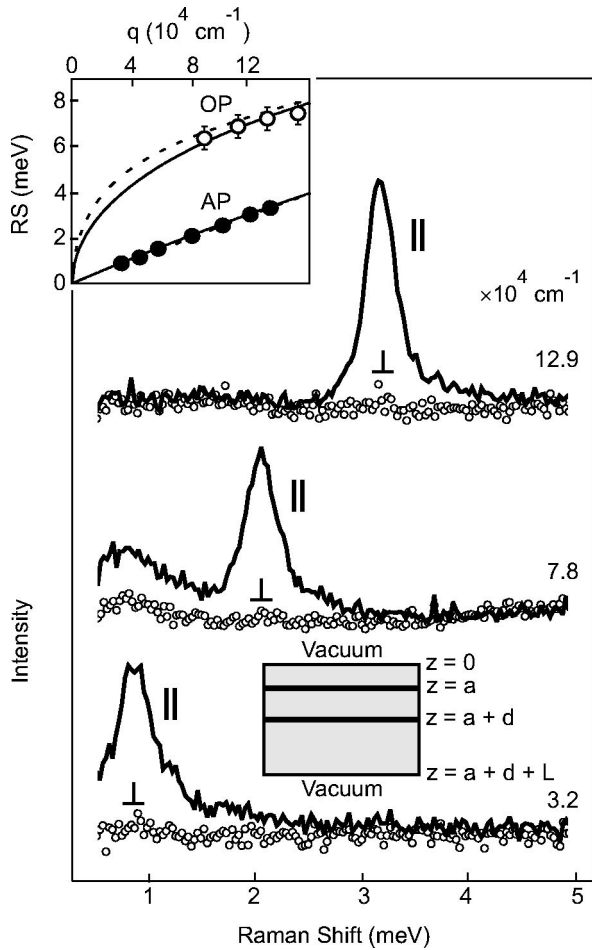 q (10⁴ cm⁻¹)
0 4 8 12
8
6
4
2
0
RS (meV)
OP
AP
||
×10⁴ cm⁻¹
⊥
12.9
||
7.8
⊥
Intensity
Vacuum
z = 0
z = a
z = a + d
z = a + d + L
Vacuum
||
⊥
3.2
1 2 3 4 5
Raman Shift (meV)